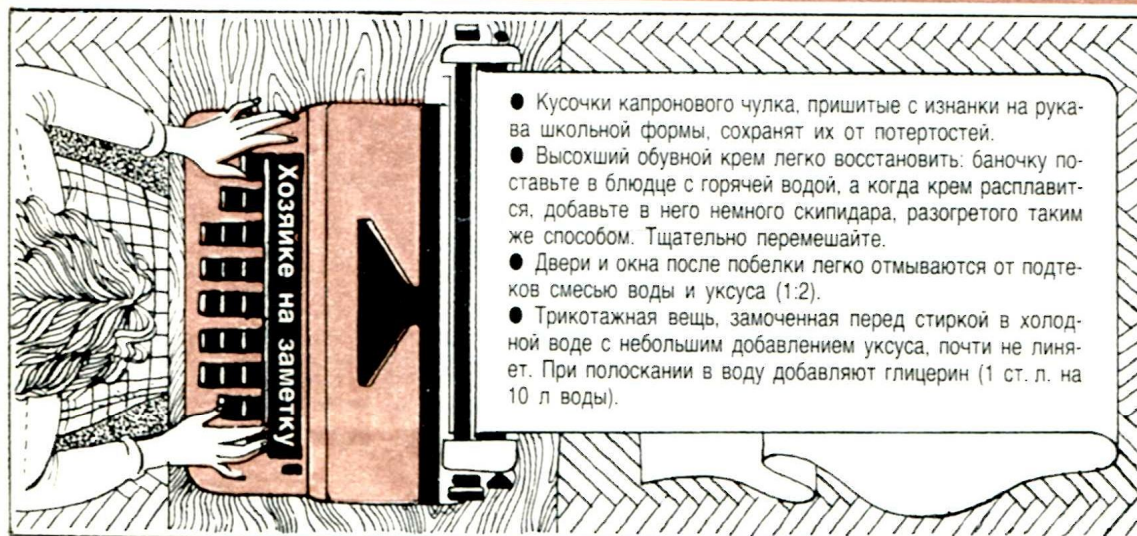 Хозяйке на заметку
● Кусочки капронового чулка, пришитые с изнанки на рука-
ва школьной формы, сохранят их от потертостей.
● Высохший обувной крем легко восстановить: баночку по-
ставьте в блюдце с горячей водой, а когда крем расплавит-
ся, добавьте в него немного скипидара, разогретого таким
же способом. Тщательно перемешайте.
● Двери и окна после побелки легко отмываются от подте-
ков смесью воды и уксуса (1:2).
● Трикотажная вещь, замоченная перед стиркой в холод-
ной воде с небольшим добавлением уксуса, почти не линя-
ет. При полоскании в воду добавляют глицерин (1 ст. л. на
10 л воды).